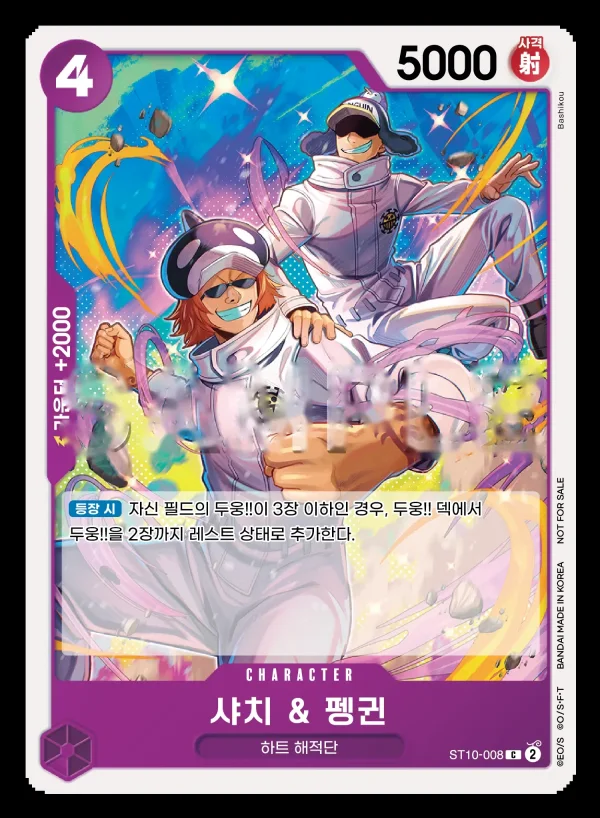 4
5000
사격
射
PENGUIN
Bashikou
카운터 +2000
SAMPLE
등장 시 자신 필드의 두웅!!이 3장 이하인 경우, 두웅!! 덱에서
두웅!!을 2장까지 레스트 상태로 추가한다.
CHARACTER
샤치 & 펭귄
하트 해적단
ST10-008 C 2
©EIO/S ©O/S·F·T BANDAI MADE IN KOREA NOT FOR SALE